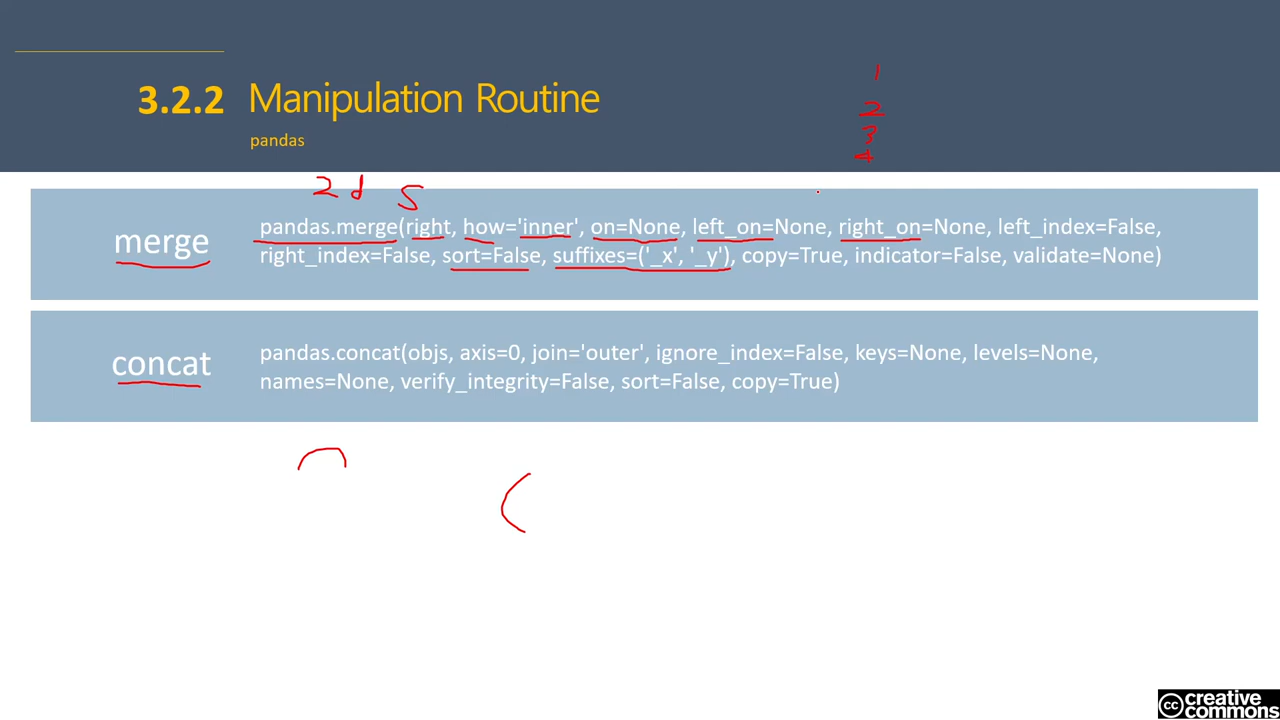 3.2.2 Manipulation Routine
pandas
1
2
3
4
2 d S
merge
pandas.merge(right, how='inner', on=None, left_on=None, right_on=None, left_index=False,
right_index=False, sort=False, suffixes=('_x', '_y'), copy=True, indicator=False, validate=None)
concat
pandas.concat(objs, axis=0, join='outer', ignore_index=False, keys=None, levels=None,
names=None, verify_integrity=False, sort=False, copy=True)
cc creative
commons